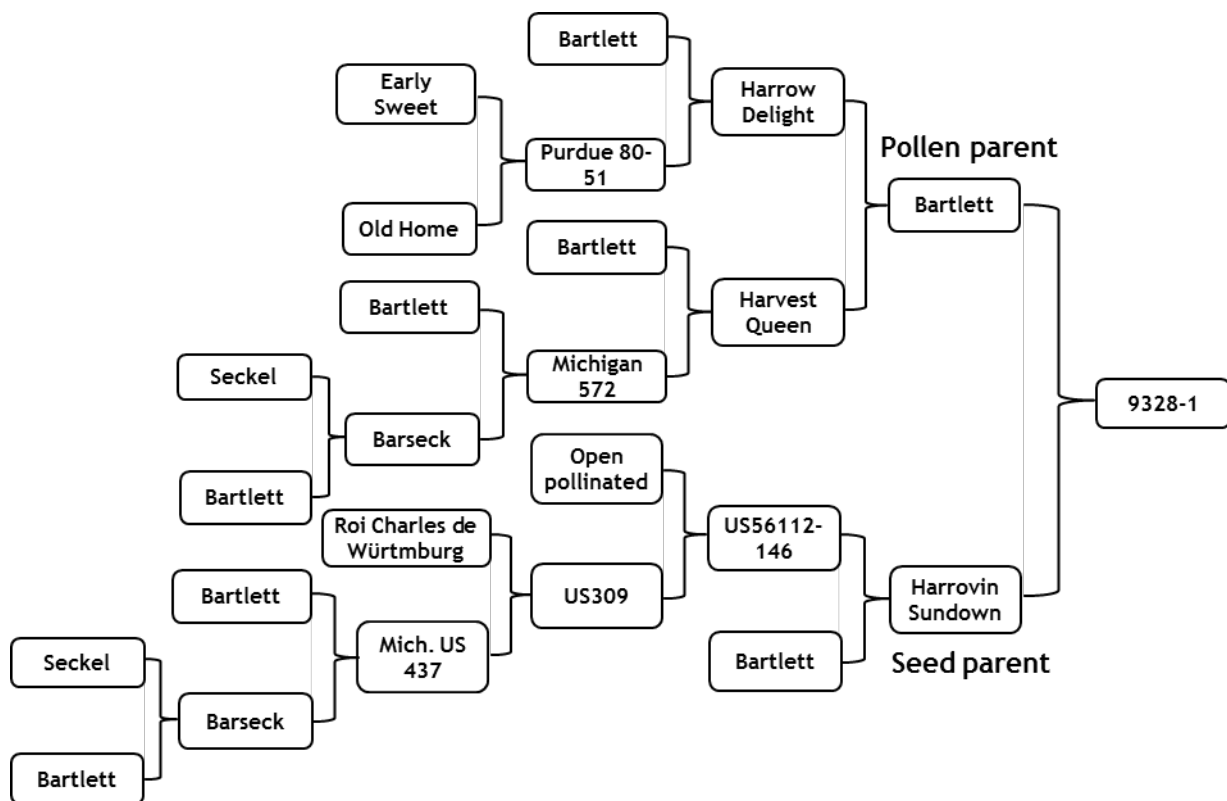 Bartlett
Early
Sweet
Harrow
Delight
Purdue 80-
51
Pollen parent
Bartlett
Old Home
Bartlett
Bartlett
Harvest
Queen
Seckel
Michigan
572
9328-1
Barseck
Open
pollinated
Bartlett
Roi Charles de
Würtmburg
US56112-
146
Bartlett
US309
Harrovin
Sundown
Seckel
Mich. US
437
Bartlett
Seed parent
Barseck
Bartlett